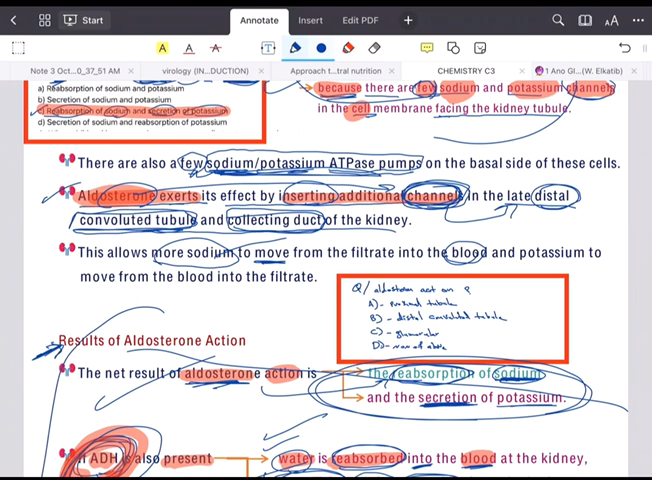 Start
Annotate
Insert
Edit PDF
Note 3 Oct...0_37_51 AM
virology (IN...DUCTION)
Approach t...tral nutrition
CHEMISTRY C3
1 Ano GI... (W. Elkatib)
a) Reabsorption of sodium and potassium
b) Secretion of sodium and potassium
c) Reabsorption of sodium and secretion of potassium
d) Secretion of sodium and reabsorption of potassium
because there are few sodium and potassium channels
in the cell membrane facing the kidney tubule.
There are also a few sodium/potassium ATPase pumps on the basal side of these cells.
Aldosterone exerts its effect by inserting additional channels in the late distal
convoluted tubule and collecting duct of the kidney.
This allows more sodium to move from the filtrate into the blood and potassium to
move from the blood into the filtrate.
Q/ aldosteron act on ?
A)- proximal tubule
B)- distal convoluted tubule
C)- glumerular
D)- non of above
Results of Aldosterone Action
The net result of aldosterone action is
the reabsorption of sodium
and the secretion of potassium.
If ADH is also present
water is reabsorbed into the blood at the kidney,